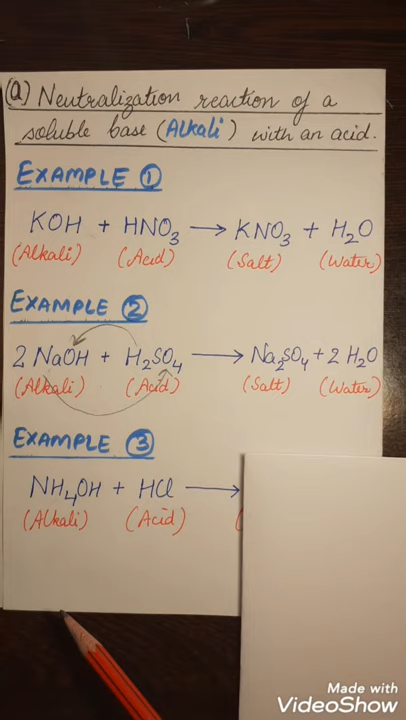 (a) Neutralization reaction of a
soluble base (Alkali) with an acid.
EXAMPLE ①
KOH + HNO₃ → KNO₃ + H₂O
(Alkali) (Acid) (Salt) (Water)
EXAMPLE ②
2 NaOH + H₂SO₄ → Na₂SO₄ + 2 H₂O
(Alkali) (Acid) (Salt) (Water)
EXAMPLE ③
NH₄OH + HCl →
(Alkali) (Acid) (
Made with
VideoShow